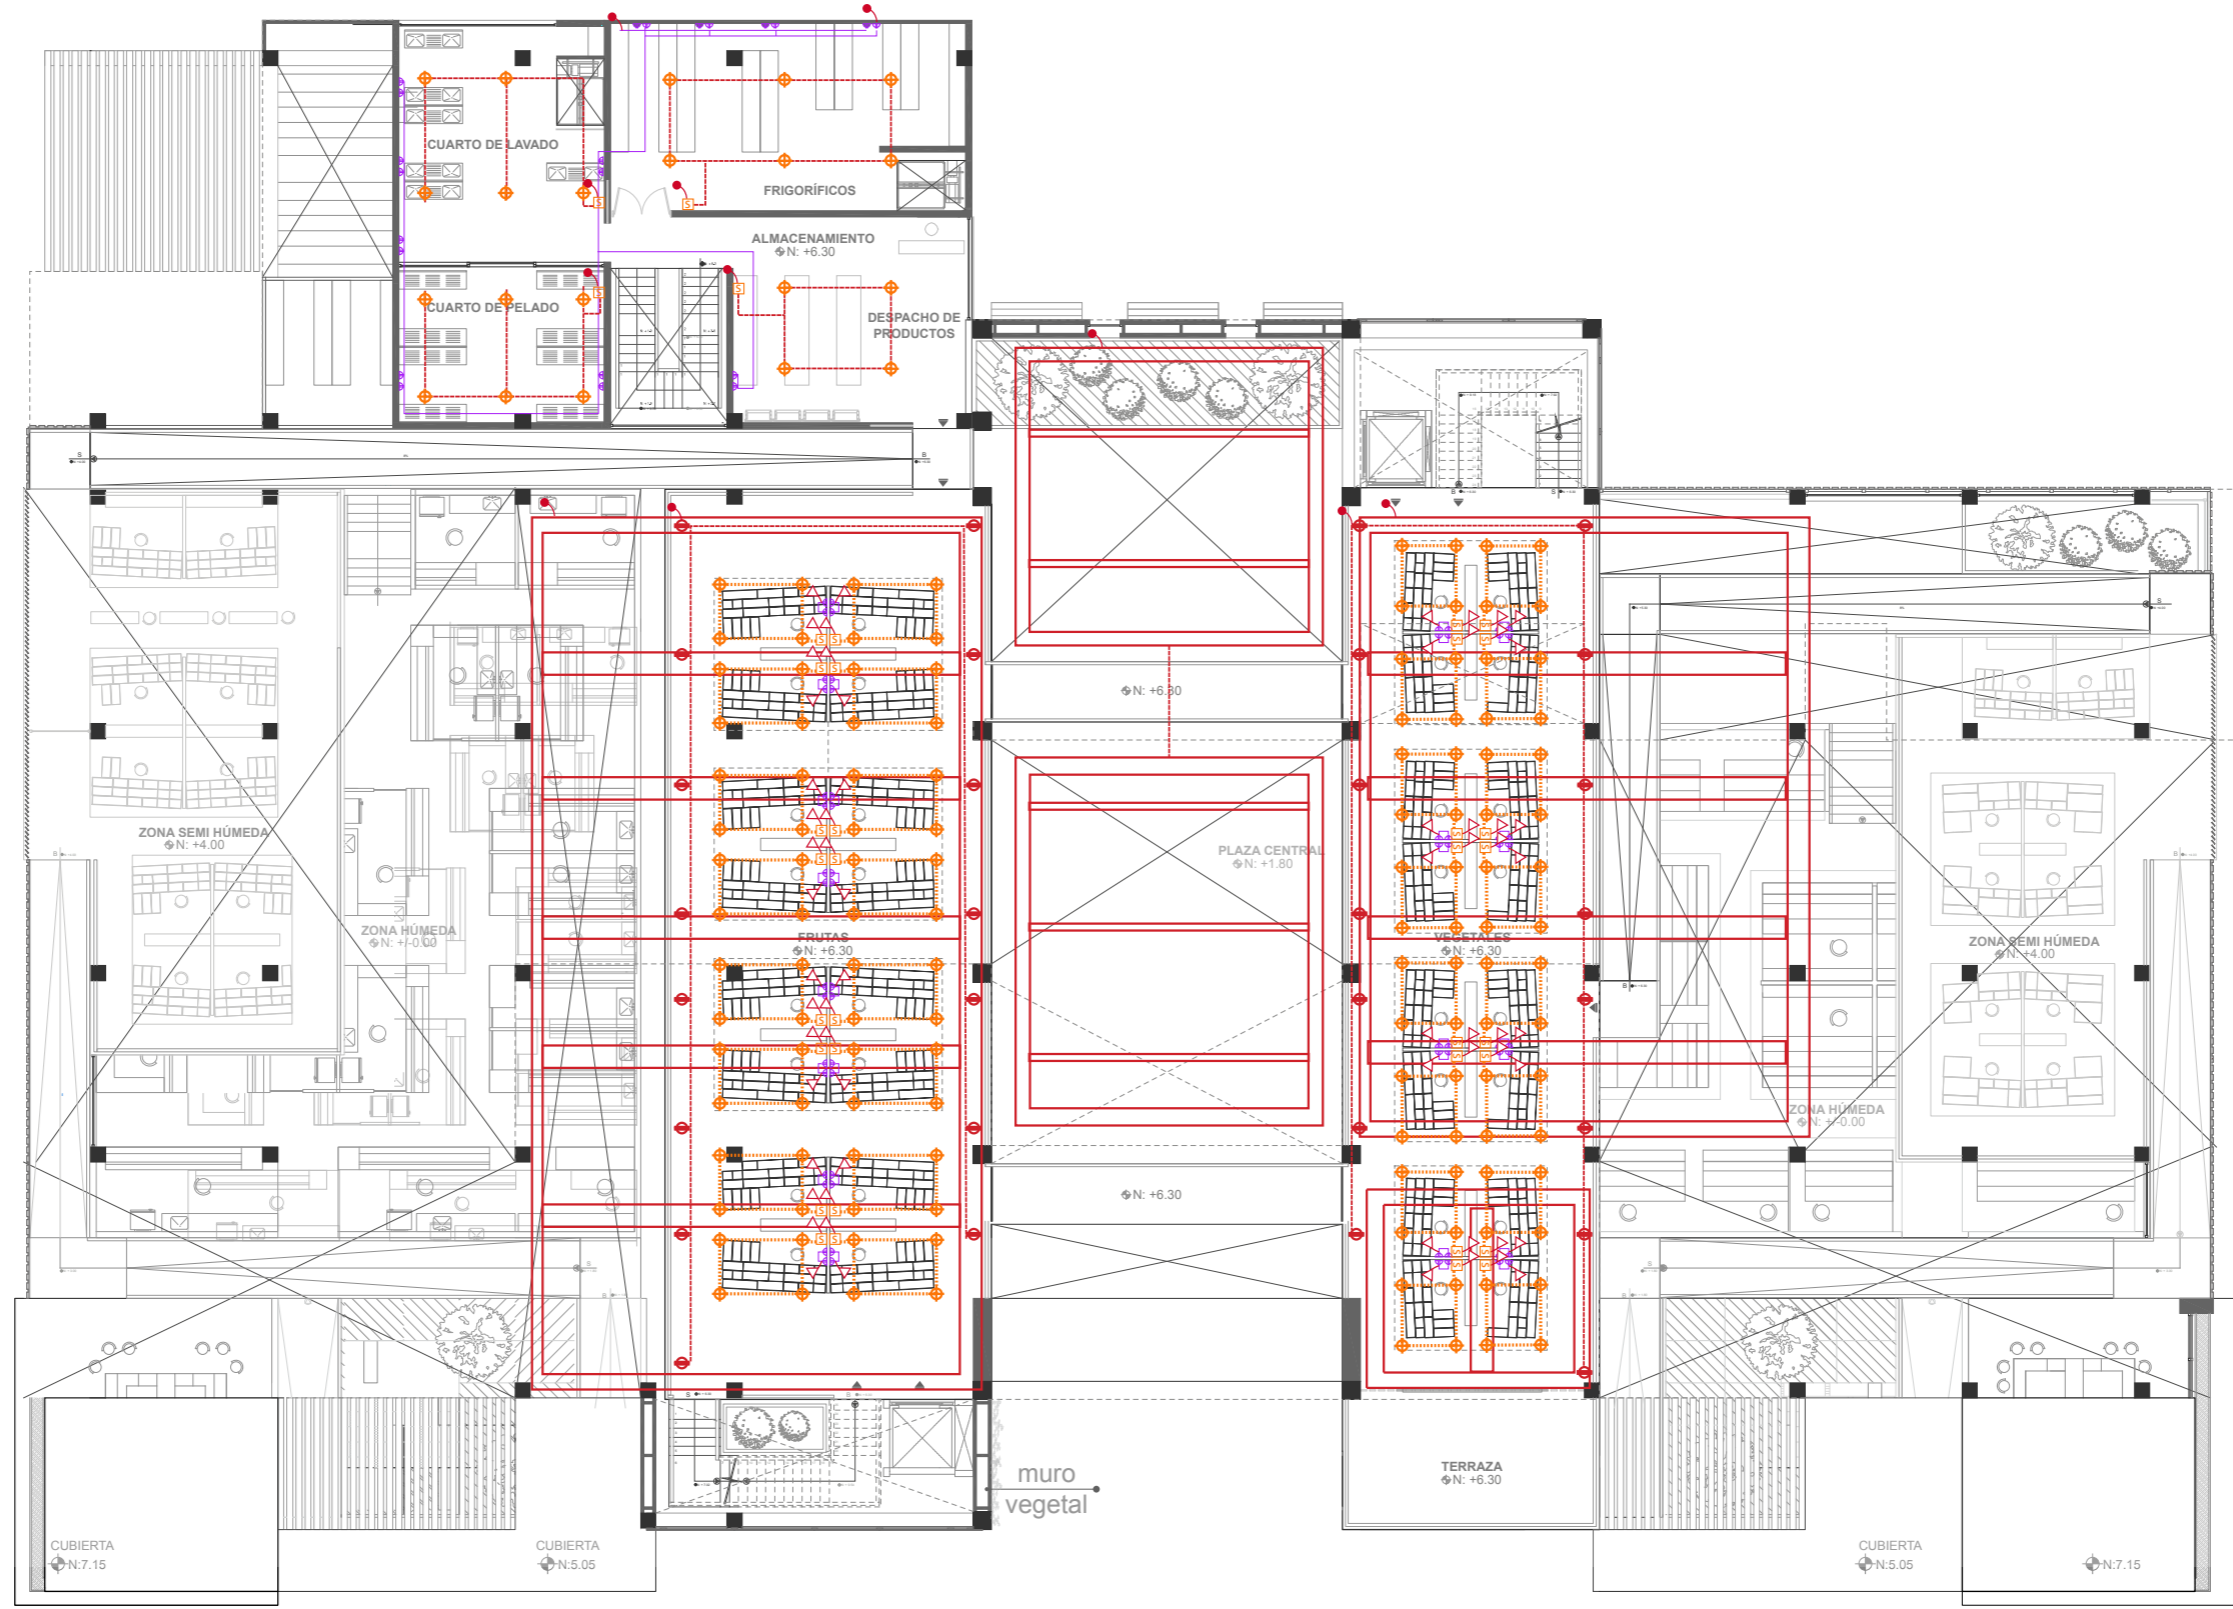 CUARTO DE LAVADO
FRIGORÍFICOS
S
S
ALMACENAMIENTO
N: +6.30
CUARTO DE PELADO
S
S
DESPACHO DE
PRODUCTOS
S
B
B
S
S
N: +6.30
ZONA SEMI HÚMEDA
N: +4.00
PLAZA CENTRAL
N: +1.80
ZONA HÚMEDA
N: +/-0.00
FRUTAS
N: +6.30
VEGETALES
N: +6.30
ZONA SEMI HÚMEDA
N: +4.00
ZONA HÚMEDA
N: +/-0.00
N: +6.30
muro
vegetal
TERRAZA
N: +6.30
CUBIERTA
N:7.15
CUBIERTA
N:5.05
CUBIERTA
N:5.05
N:7.15